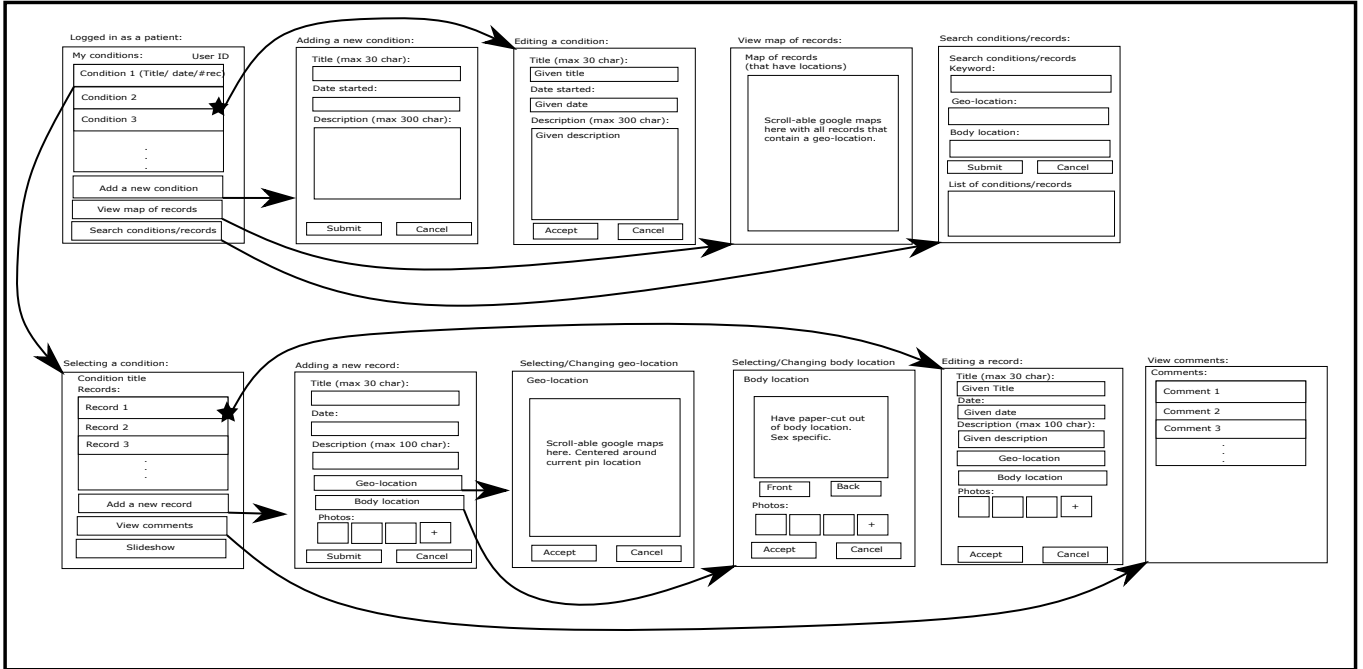 Logged in as a patient:
My conditions:
User ID
Condition 1 (Title/ date/#rec)
Condition 2
Condition 3
.
.
.
Add a new condition
View map of records
Search conditions/records
Adding a new condition:
Title (max 30 char):
Date started:
Description (max 300 char):
Submit
Cancel
Editing a condition:
Title (max 30 char):
Given title
Date started:
Given date
Description (max 300 char):
Given description
Accept
Cancel
View map of records:
Map of records
(that have locations)
Scroll-able google maps
here with all records that
contain a geo-location.
Search conditions/records:
Search conditions/records
Keyword:
Geo-location:
Body location:
Submit
Cancel
List of conditions/records
Selecting a condition:
Condition title
Records:
Record 1
Record 2
Record 3
.
.
.
Add a new record
View comments
Slideshow
Adding a new record:
Title (max 30 char):
Date:
Description (max 100 char):
Geo-location
Body location
Photos:
+
Submit
Cancel
Selecting/Changing geo-location
Geo-location
Scroll-able google maps
here. Centered around
current pin location
Accept
Cancel
Selecting/Changing body location
Body location
Have paper-cut out
of body location.
Sex specific.
Front
Back
Photos:
+
Accept
Cancel
Editing a record:
Title (max 30 char):
Given Title
Date:
Given date
Description (max 100 char):
Given description
Geo-location
Body location
Photos:
+
Accept
Cancel
View comments:
Comments:
Comment 1
Comment 2
Comment 3
.
.
.